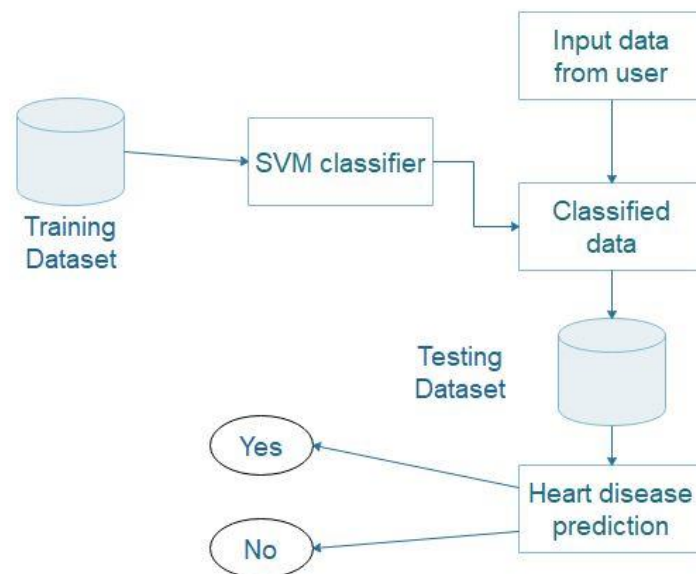 Input data
from user
SVM classifier
Training
Dataset
Classified
data
Testing
Dataset
Yes
Heart disease
prediction
No